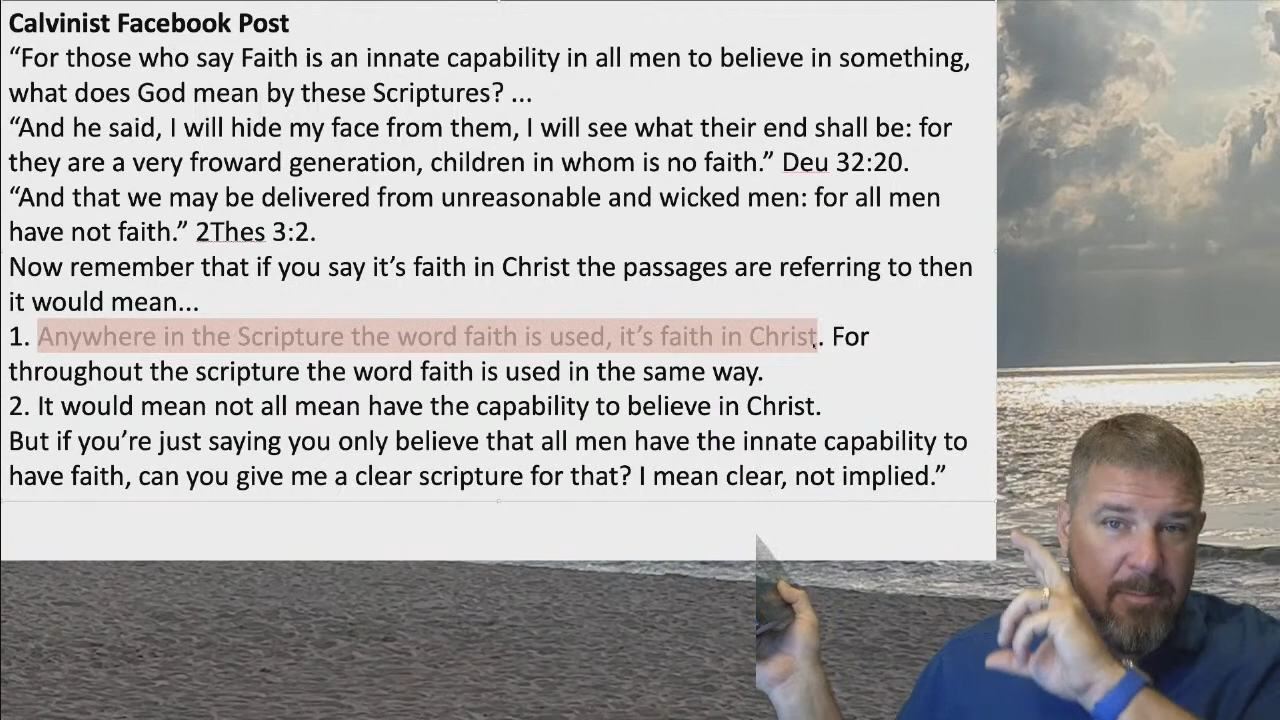 Calvinist Facebook Post
“For those who say Faith is an innate capability in all men to believe in something,
what does God mean by these Scriptures? ...
“And he said, I will hide my face from them, I will see what their end shall be: for
they are a very froward generation, children in whom is no faith.” Deu 32:20.
“And that we may be delivered from unreasonable and wicked men: for all men
have not faith.” 2Thes 3:2.
Now remember that if you say it’s faith in Christ the passages are referring to then
it would mean...
1. Anywhere in the Scripture the word faith is used, it’s faith in Christ. For
throughout the scripture the word faith is used in the same way.
2. It would mean not all mean have the capability to believe in Christ.
But if you’re just saying you only believe that all men have the innate capability to
have faith, can you give me a clear scripture for that? I mean clear, not implied.”